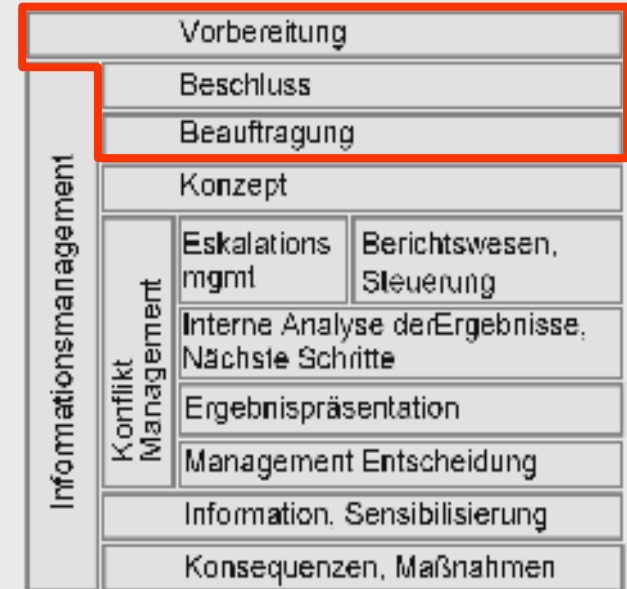 Vorbereitung
Informationsmanagement
Beschluss
Beauftragung
Konzept
Konflikt
Management
Eskalations
mgmt
Berichtswesen,
Steuerung
Interne Analyse derErgebnisse,
Nächste Schritte
Ergebnispräsentation
Management Entscheidung
Information, Sensibilisierung
Konsequenzen, Maßnahmen